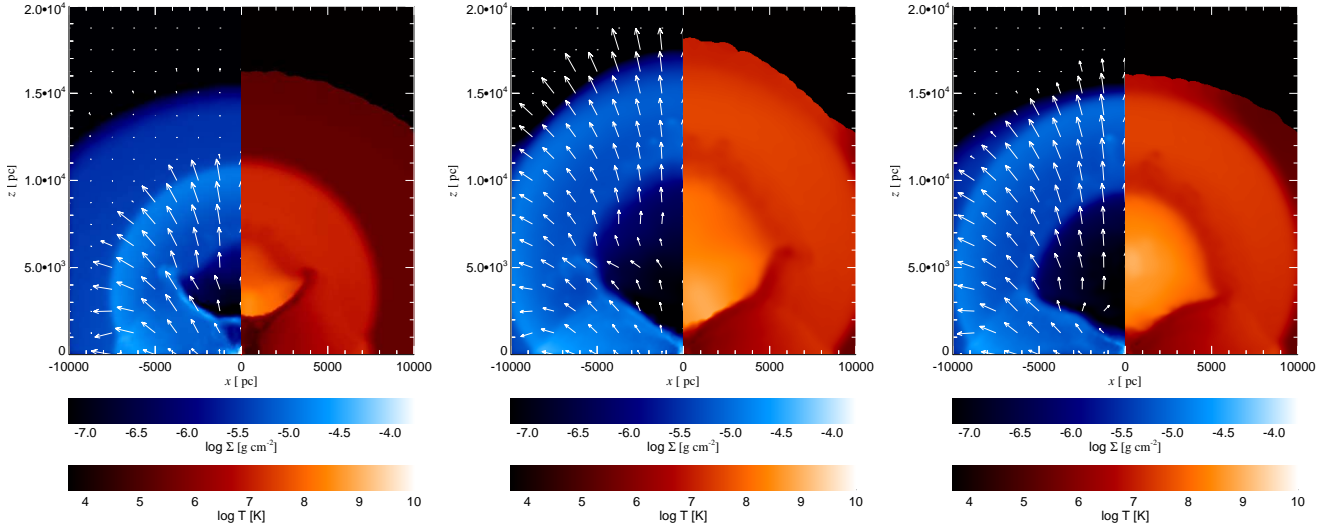 2.0•10⁴ 2.0•10⁴ 2.0•10⁴
1.5•10⁴ 1.5•10⁴ 1.5•10⁴
z [ pc] z [ pc] z [ pc]
1.0•10⁴ 1.0•10⁴ 1.0•10⁴
5.0•10³ 5.0•10³ 5.0•10³
0 0 0
-10000 -5000 0 5000 10000 -10000 -5000 0 5000 10000 -10000 -5000 0 5000 10000
x [ pc] x [ pc] x [ pc]
-7.0 -6.5 -6.0 -5.5 -5.0 -4.5 -4.0 -7.0 -6.5 -6.0 -5.5 -5.0 -4.5 -4.0 -7.0 -6.5 -6.0 -5.5 -5.0 -4.5 -4.0
log Σ [g cm⁻²] log Σ [g cm⁻²] log Σ [g cm⁻²]
4 5 6 7 8 9 10 4 5 6 7 8 9 10 4 5 6 7 8 9 10
log T [K] log T [K] log T [K]